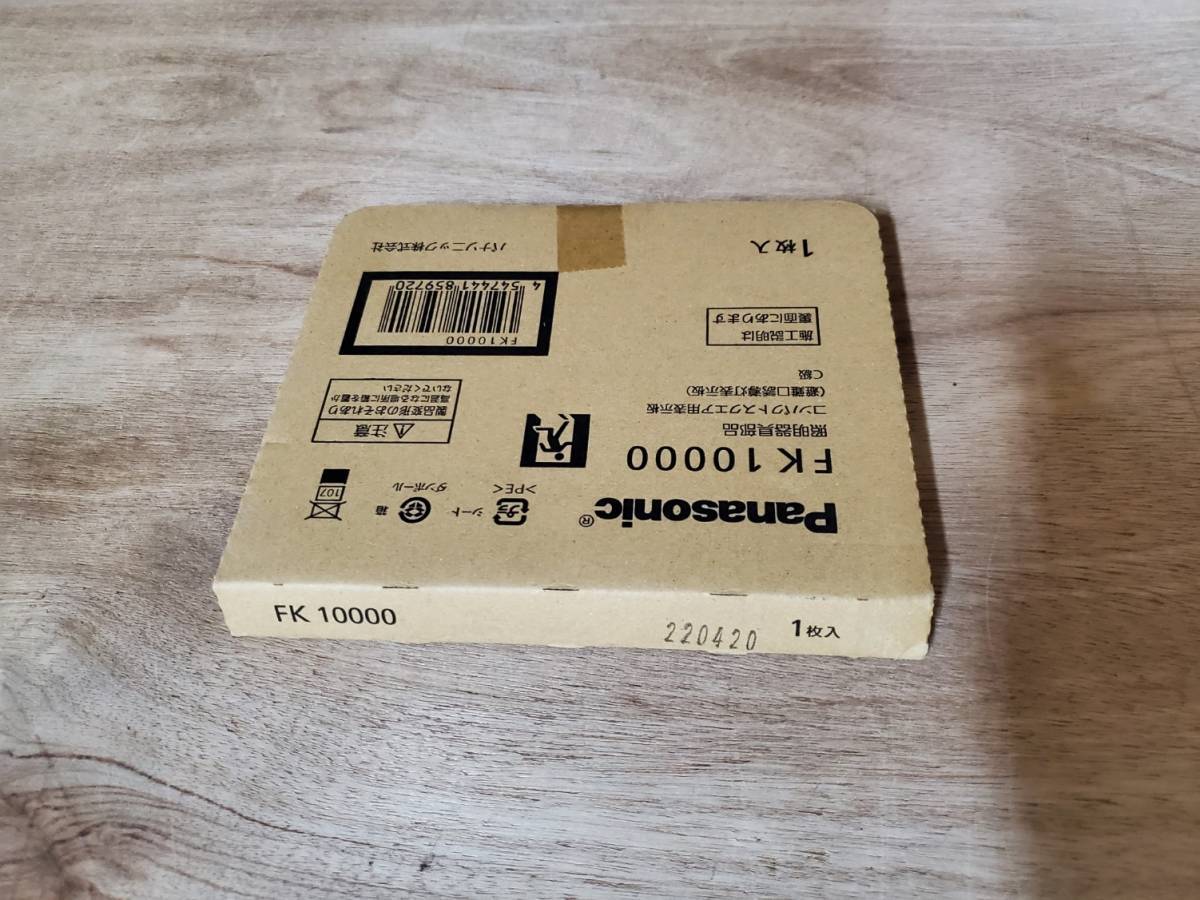 Panasonic®
FK10000
照明器具部品
コンパクトスクエア用表示板
(避難口誘導灯表示板)
C級
施工説明は
裏面にあります
1枚入
シート
>PE<
箱
ダンボール
107
注意
製品変形のおそれあり
高温になる場所に箱を置か
ないでください
FK10000
4 547441 859720
パナソニック株式会社
FK 10000
220420
1枚入